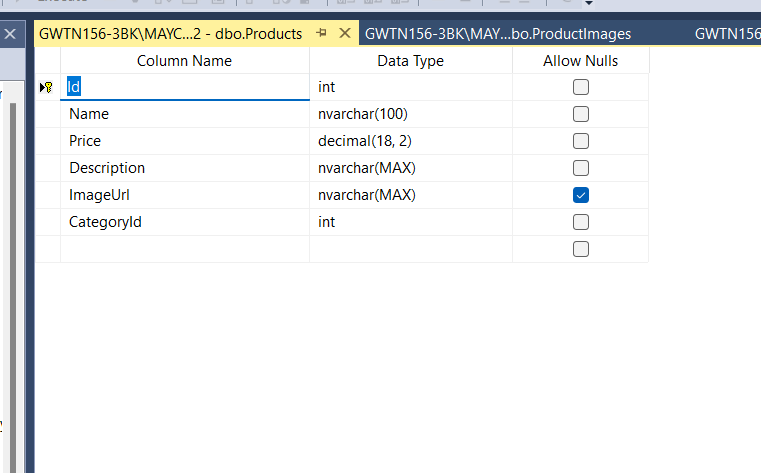 GWTN156-3BK\MAYC...2 - dbo.Products GWTN156-3BK\MAY...bo.ProductImages GWTN156
Column Name Data Type Allow Nulls
Id int
Name nvarchar(100)
Price decimal(18, 2)
Description nvarchar(MAX)
ImageUrl nvarchar(MAX)
CategoryId int